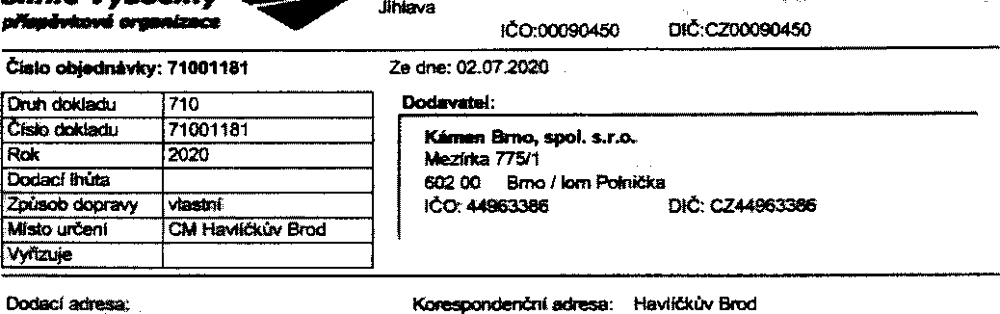 příspěvková organizace
Jihlava
IČO:00090450 DIČ:CZ00090450
Číslo objednávky: 71001181 Ze dne: 02.07.2020
Druh dokladu 710
Číslo dokladu 71001181
Rok 2020
Dodací lhůta
Způsob dopravy vlastní
Místo určení CM Havlíčkův Brod
Vyřizuje
Dodavatel:
Kámen Brno, spol. s.r.o.
Mezírka 775/1
602 00 Brno / lom Polnička
IČO: 44963386 DIČ: CZ44963386
Dodací adresa: Korespondenční adresa: Havlíčkův Brod